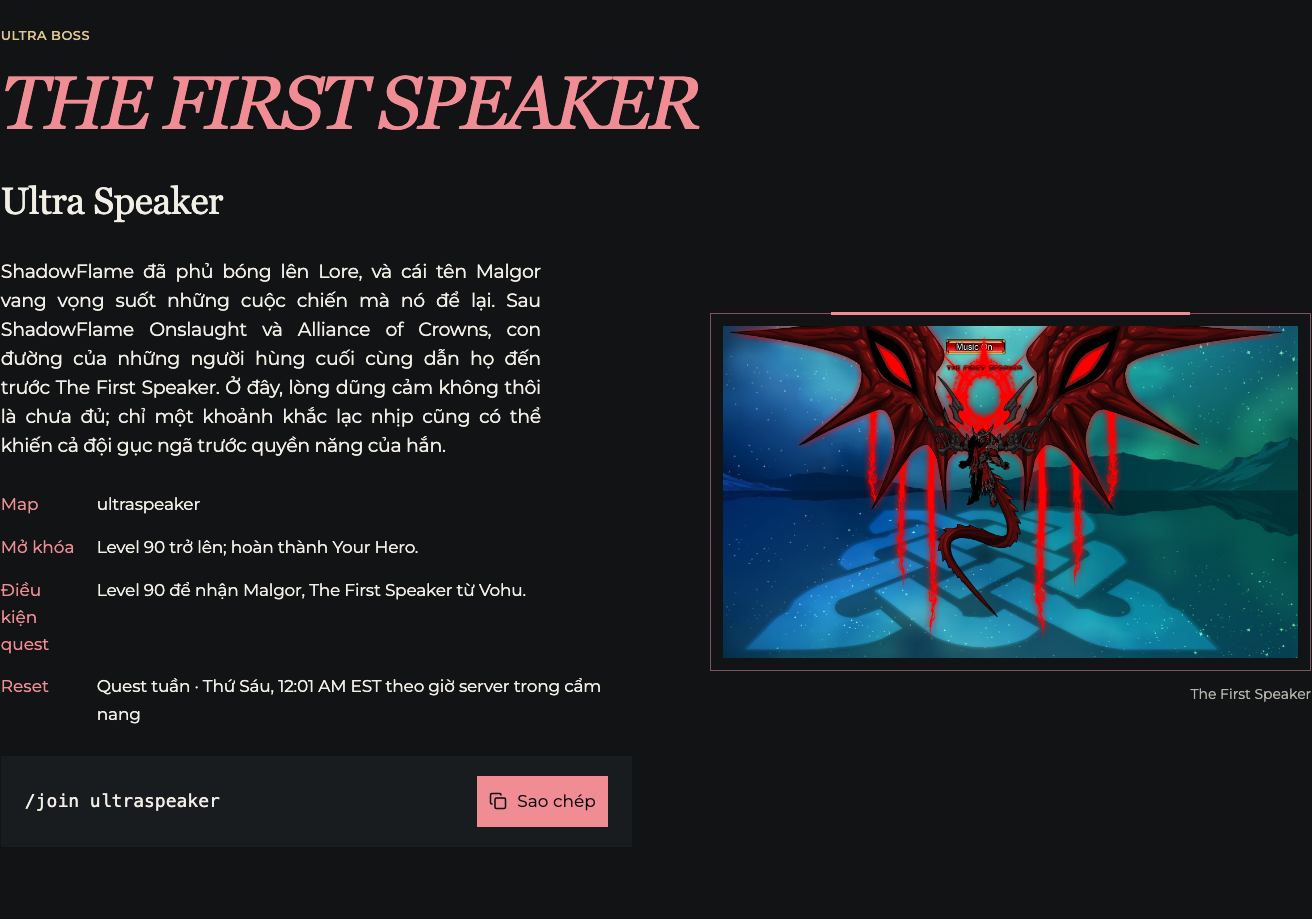 ULTRA BOSS
THE FIRST SPEAKER
Ultra Speaker
ShadowFlame đã phủ bóng lên Lore, và cái tên Malgor
vang vọng suốt những cuộc chiến mà nó để lại. Sau
ShadowFlame Onslaught và Alliance of Crowns, con
đường của những người hùng cuối cùng dẫn họ đến
trước The First Speaker. Ở đây, lòng dũng cảm không thôi
là chưa đủ; chỉ một khoảnh khắc lạc nhịp cũng có thể
khiến cả đội gục ngã trước quyền năng của hắn.
Map
ultraspeaker
Mở khóa
Level 90 trở lên; hoàn thành Your Hero.
Điều
kiện
quest
Level 90 để nhận Malgor, The First Speaker từ Vohu.
Reset
Quest tuần · Thứ Sáu, 12:01 AM EST theo giờ server trong cẩm
nang
/join ultraspeaker
Sao chép
Music On
THE FIRST SPEAKER
The First Speaker